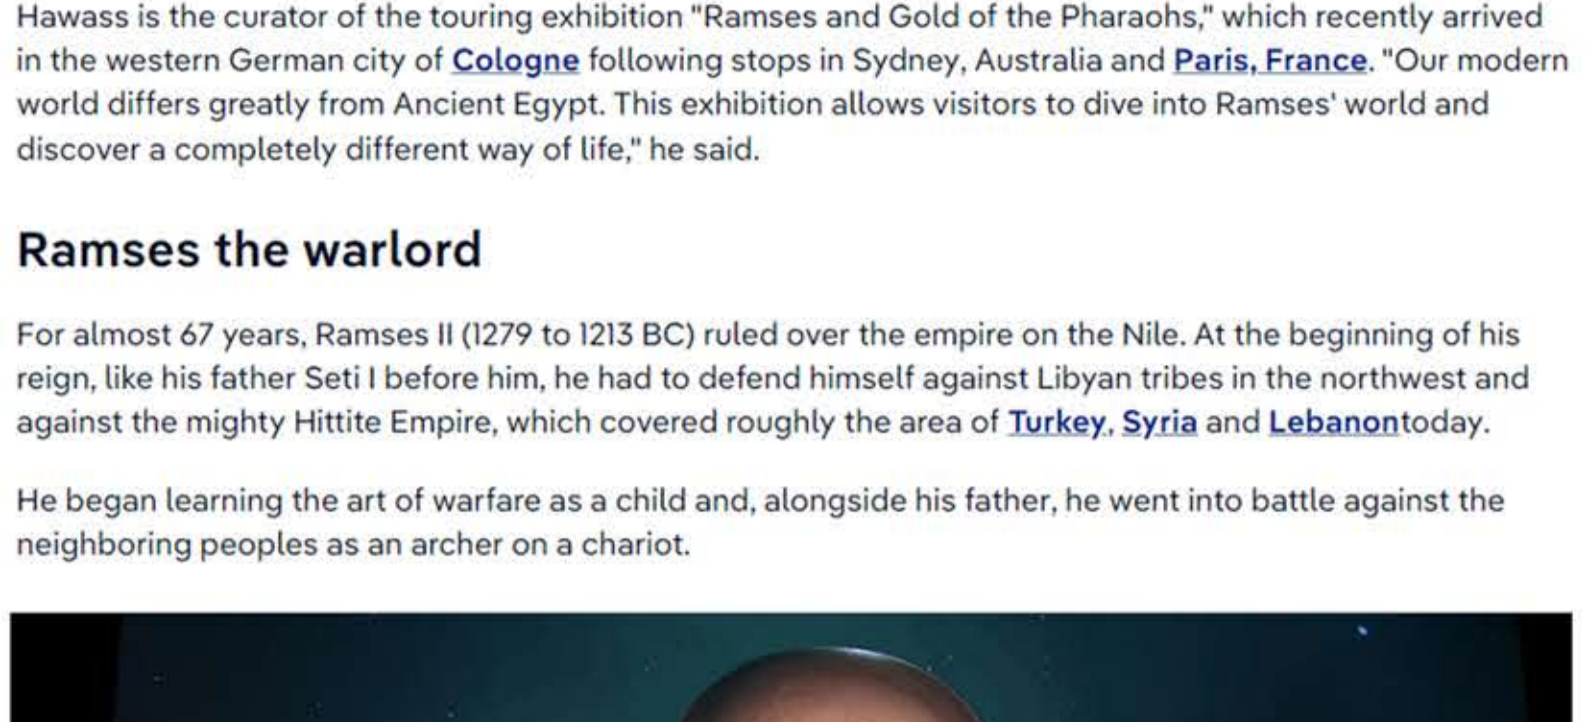 Hawass is the curator of the touring exhibition "Ramses and Gold of the Pharaohs," which recently arrived
in the western German city of Cologne following stops in Sydney, Australia and Paris, France. "Our modern
world differs greatly from Ancient Egypt. This exhibition allows visitors to dive into Ramses' world and
discover a completely different way of life," he said.
Ramses the warlord
For almost 67 years, Ramses II (1279 to 1213 BC) ruled over the empire on the Nile. At the beginning of his
reign, like his father Seti I before him, he had to defend himself against Libyan tribes in the northwest and
against the mighty Hittite Empire, which covered roughly the area of Turkey, Syria and Lebanontoday.
He began learning the art of warfare as a child and, alongside his father, he went into battle against the
neighboring peoples as an archer on a chariot.